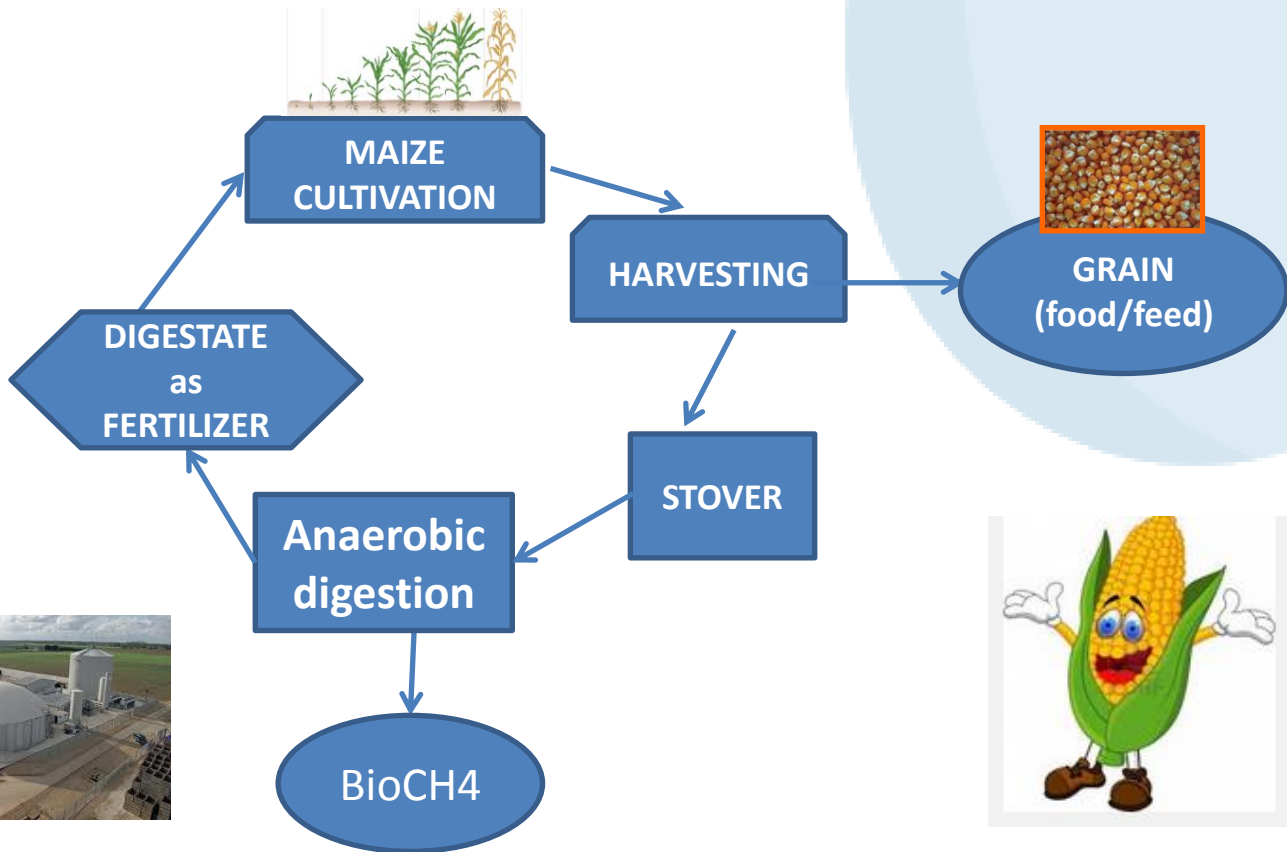 MAIZE
CULTIVATION
HARVESTING
GRAIN
(food/feed)
DIGESTATE
as
FERTILIZER
STOVER
Anaerobic
digestion
BioCH4